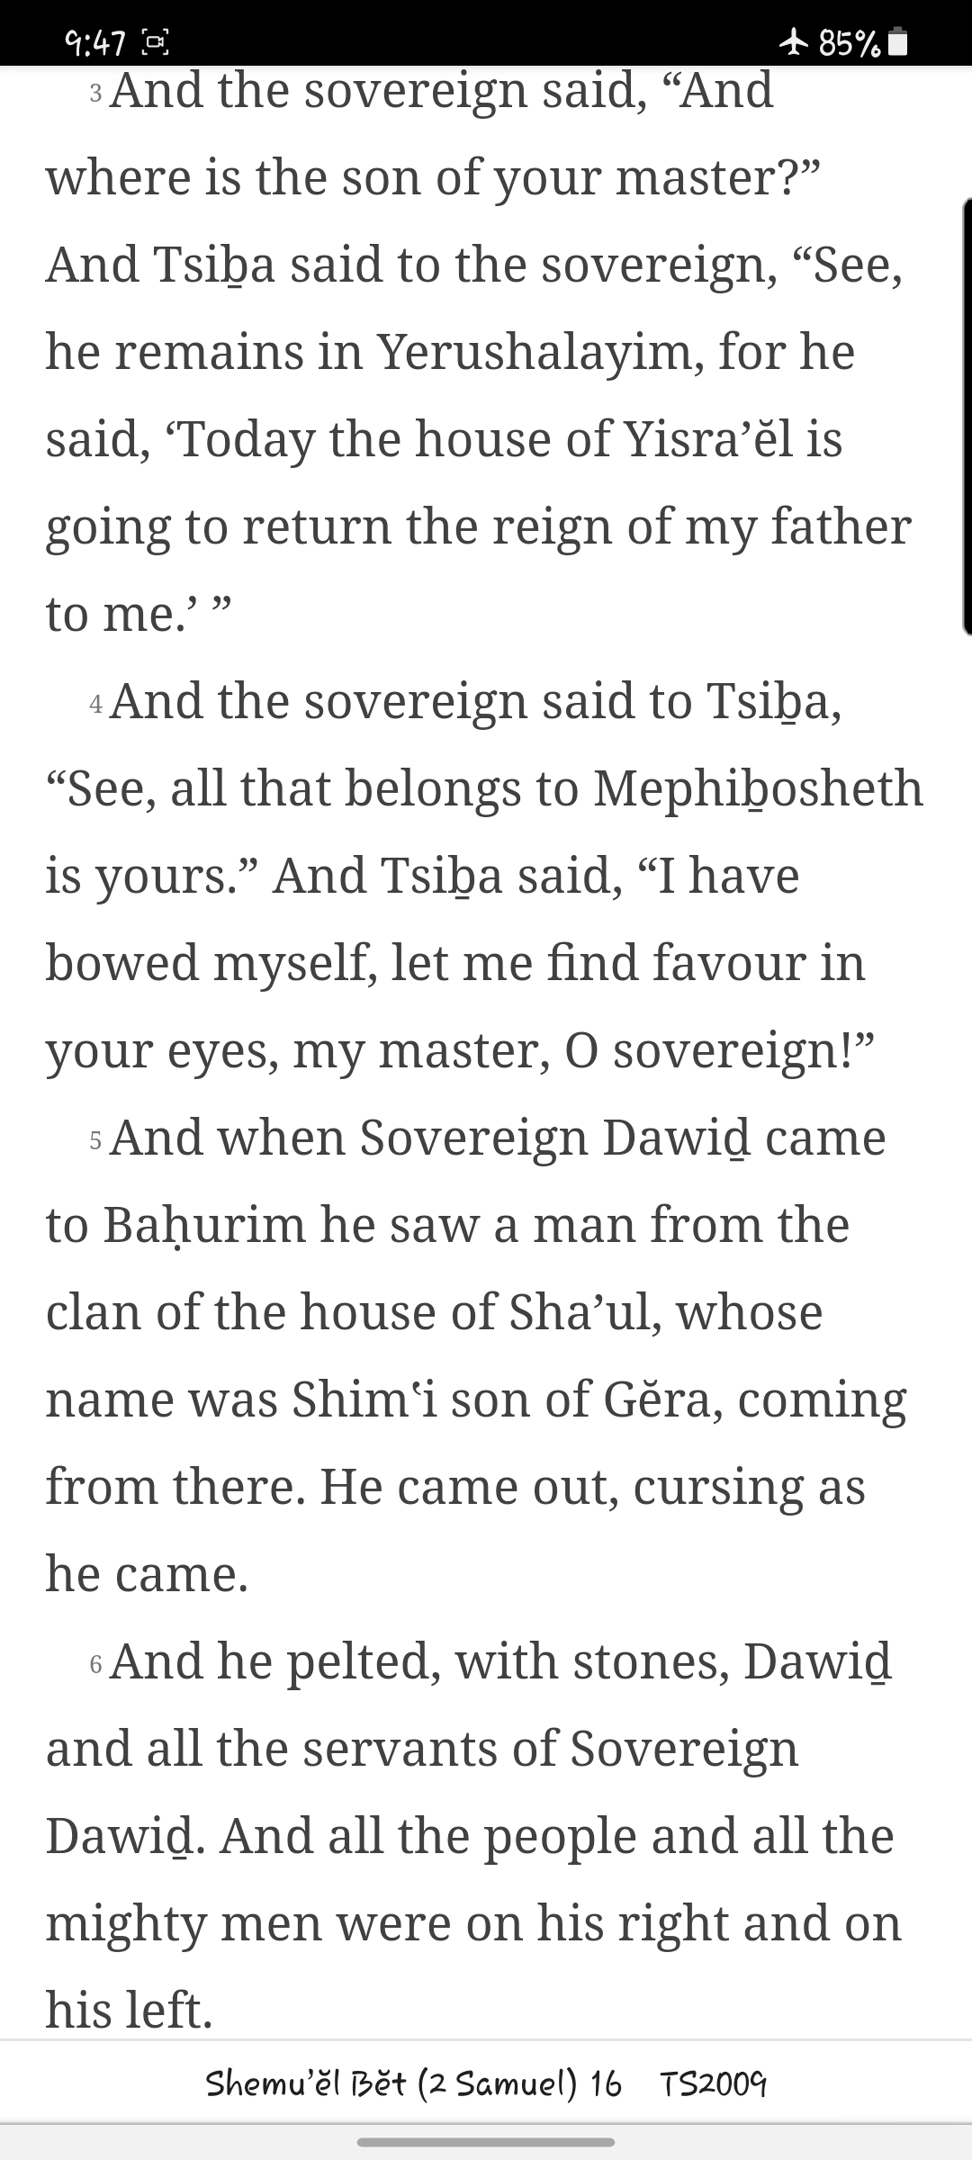 9:47 85%
3 And the sovereign said, “And
where is the son of your master?”
And Tsiḇa said to the sovereign, “See,
he remains in Yerushalayim, for he
said, ‘Today the house of Yisra’ĕl is
going to return the reign of my father
to me.’ ”
4 And the sovereign said to Tsiḇa,
“See, all that belongs to Mephiḇosheth
is yours.” And Tsiḇa said, “I have
bowed myself, let me find favour in
your eyes, my master, O sovereign!”
5 And when Sovereign Dawiḏ came
to Baḥurim he saw a man from the
clan of the house of Sha’ul, whose
name was Shim‛i son of Gĕra, coming
from there. He came out, cursing as
he came.
6 And he pelted, with stones, Dawiḏ
and all the servants of Sovereign
Dawiḏ. And all the people and all the
mighty men were on his right and on
his left.
Shemu’ĕl Bĕt (2 Samuel) 16 TS2009